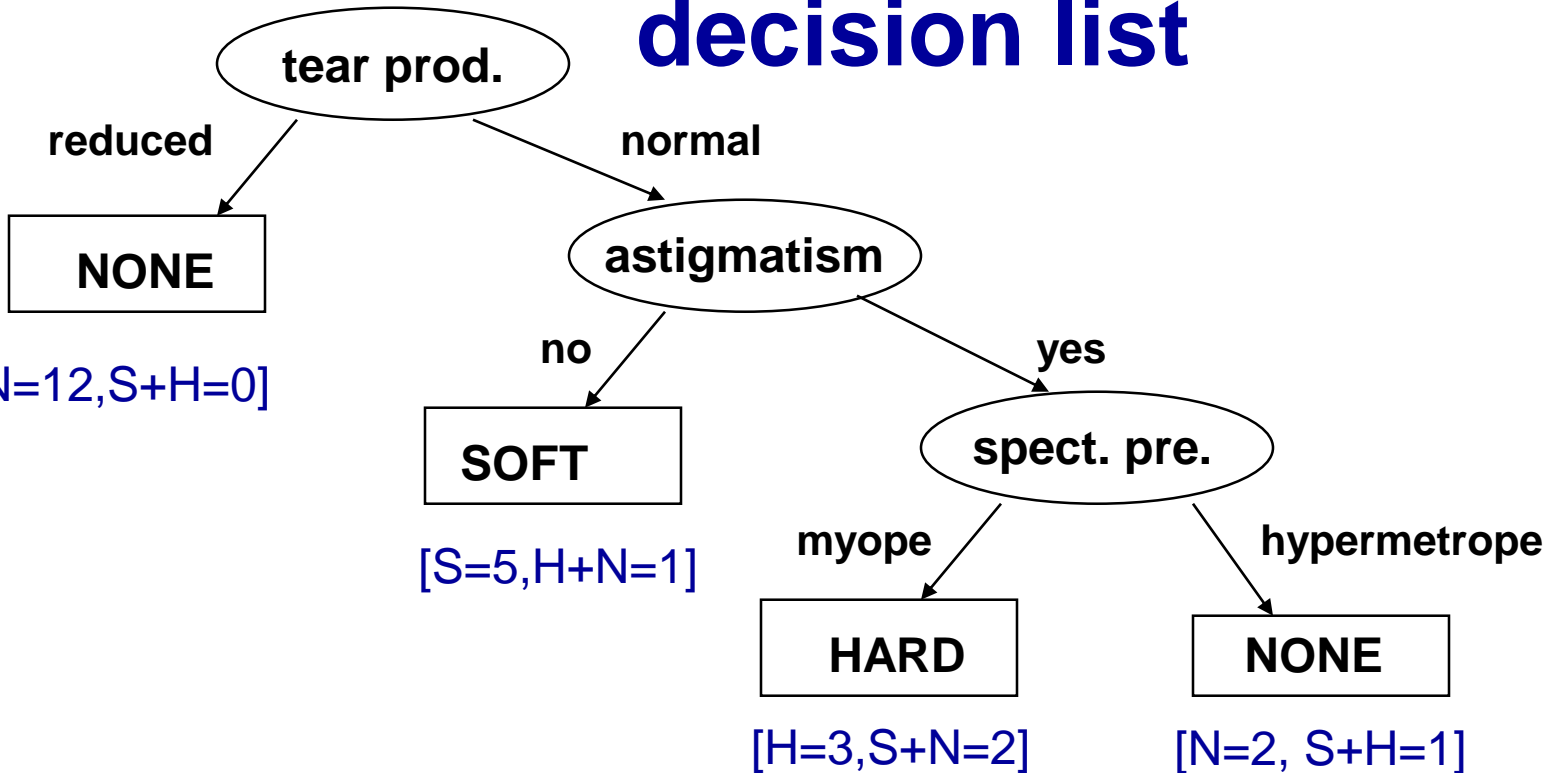 decision list
tear prod.
reduced
normal
NONE
astigmatism
N=12,S+H=0]
no
yes
SOFT
spect. pre.
[S=5,H+N=1]
myope
hypermetrope
HARD
NONE
[H=3,S+N=2]
[N=2, S+H=1]